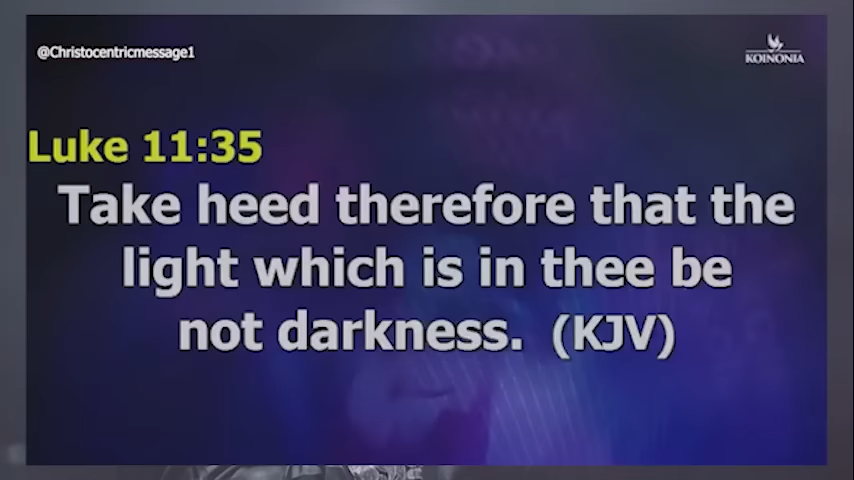 @Christocentricmessage1
KOINONIA
Luke 11:35
Take heed therefore that the
light which is in thee be
not darkness. (KJV)